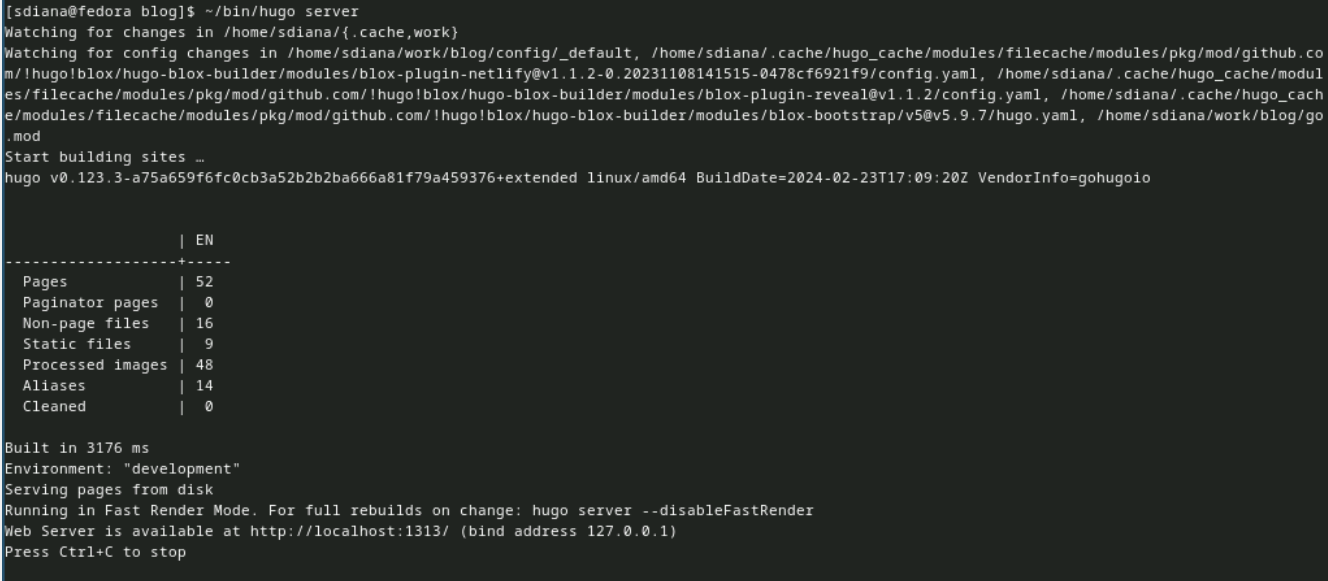 [sdiana@fedora blog]$ ~/bin/hugo server
Watching for changes in /home/sdiana/{.cache,work}
Watching for config changes in /home/sdiana/work/blog/config/_default, /home/sdiana/.cache/hugo_cache/modules/filecache/modules/pkg/mod/github.co
m/!hugo!blox/hugo-blox-builder/modules/blox-plugin-netlify@v1.1.2-0.20231108141515-0478cf6921f9/config.yaml, /home/sdiana/.cache/hugo_cache/modul
es/filecache/modules/pkg/mod/github.com/!hugo!blox/hugo-blox-builder/modules/blox-plugin-reveal@v1.1.2/config.yaml, /home/sdiana/.cache/hugo_cach
e/modules/filecache/modules/pkg/mod/github.com/!hugo!blox/hugo-blox-builder/modules/blox-bootstrap/v5@v5.9.7/hugo.yaml, /home/sdiana/work/blog/go
.mod
Start building sites …
hugo v0.123.3-a75a659f6fc0cb3a52b2b2ba666a81f79a459376+extended linux/amd64 BuildDate=2024-02-23T17:09:20Z VendorInfo=gohugoio
                   | EN
-------------------+-----
  Pages            | 52
  Paginator pages  |  0
  Non-page files   | 16
  Static files     |  9
  Processed images | 48
  Aliases          | 14
  Cleaned          |  0
Built in 3176 ms
Environment: "development"
Serving pages from disk
Running in Fast Render Mode. For full rebuilds on change: hugo server --disableFastRender
Web Server is available at http://localhost:1313/ (bind address 127.0.0.1)
Press Ctrl+C to stop